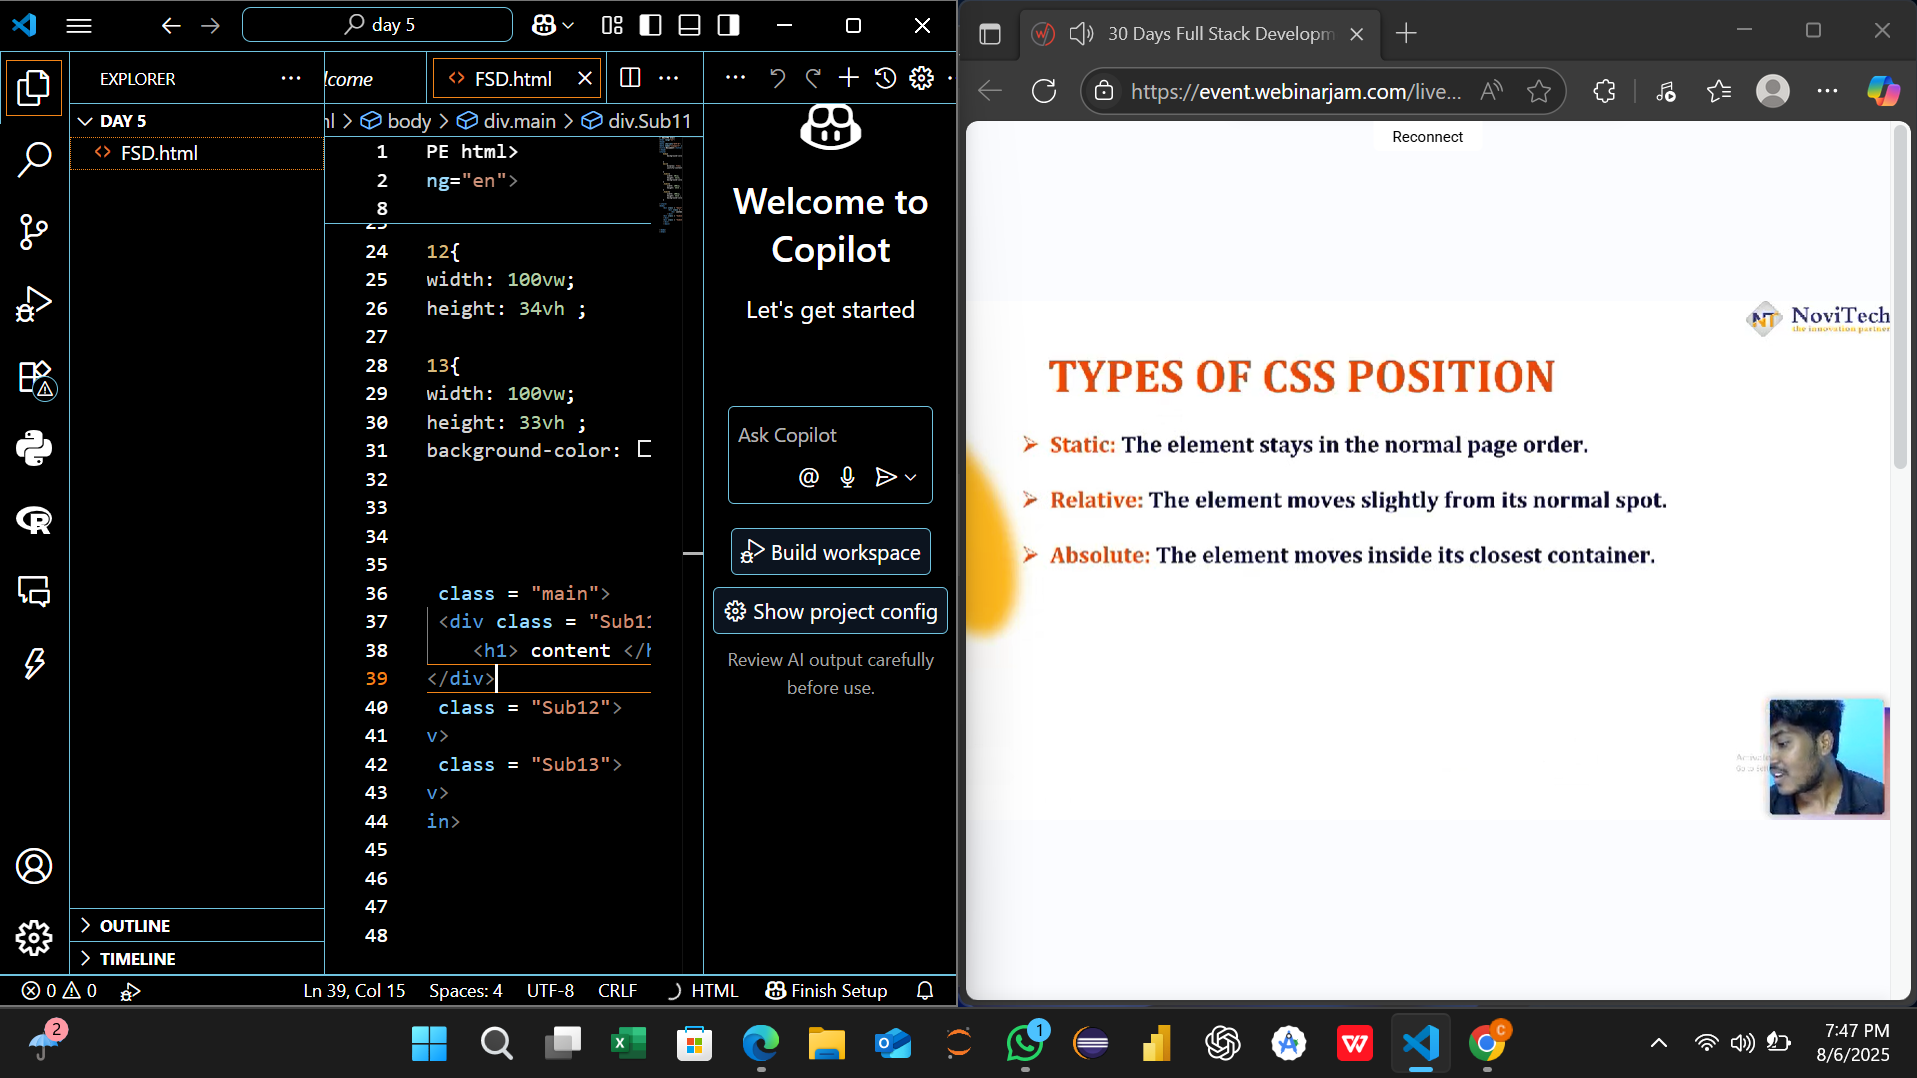 day 5
EXPLORER
DAY 5
FSD.html
OUTLINE
TIMELINE
lcome
FSD.html
body > div.main > div.Sub11
1 PE html>
2 ng="en">
8
24 12{
25 width: 100vw;
26 height: 34vh ;
27
28 13{
29 width: 100vw;
30 height: 33vh ;
31 background-color:
32
33
34
35
36 class = "main">
37 <div class = "Sub11
38 <h1> content </h
39 </div>
40 class = "Sub12">
41 v>
42 class = "Sub13">
43 v>
44 in>
45
46
47
48
Welcome to
Copilot
Let's get started
Ask Copilot
Build workspace
Show project config
Review AI output carefully
before use.
0 0 Ln 39, Col 15 Spaces: 4 UTF-8 CRLF HTML Finish Setup
30 Days Full Stack Developm
https://event.webinarjam.com/live...
Reconnect
NT NoviTech
the innovation partner
TYPES OF CSS POSITION
Static: The element stays in the normal page order.
Relative: The element moves slightly from its normal spot.
Absolute: The element moves inside its closest container.
2
1
C
7:47 PM
8/6/2025